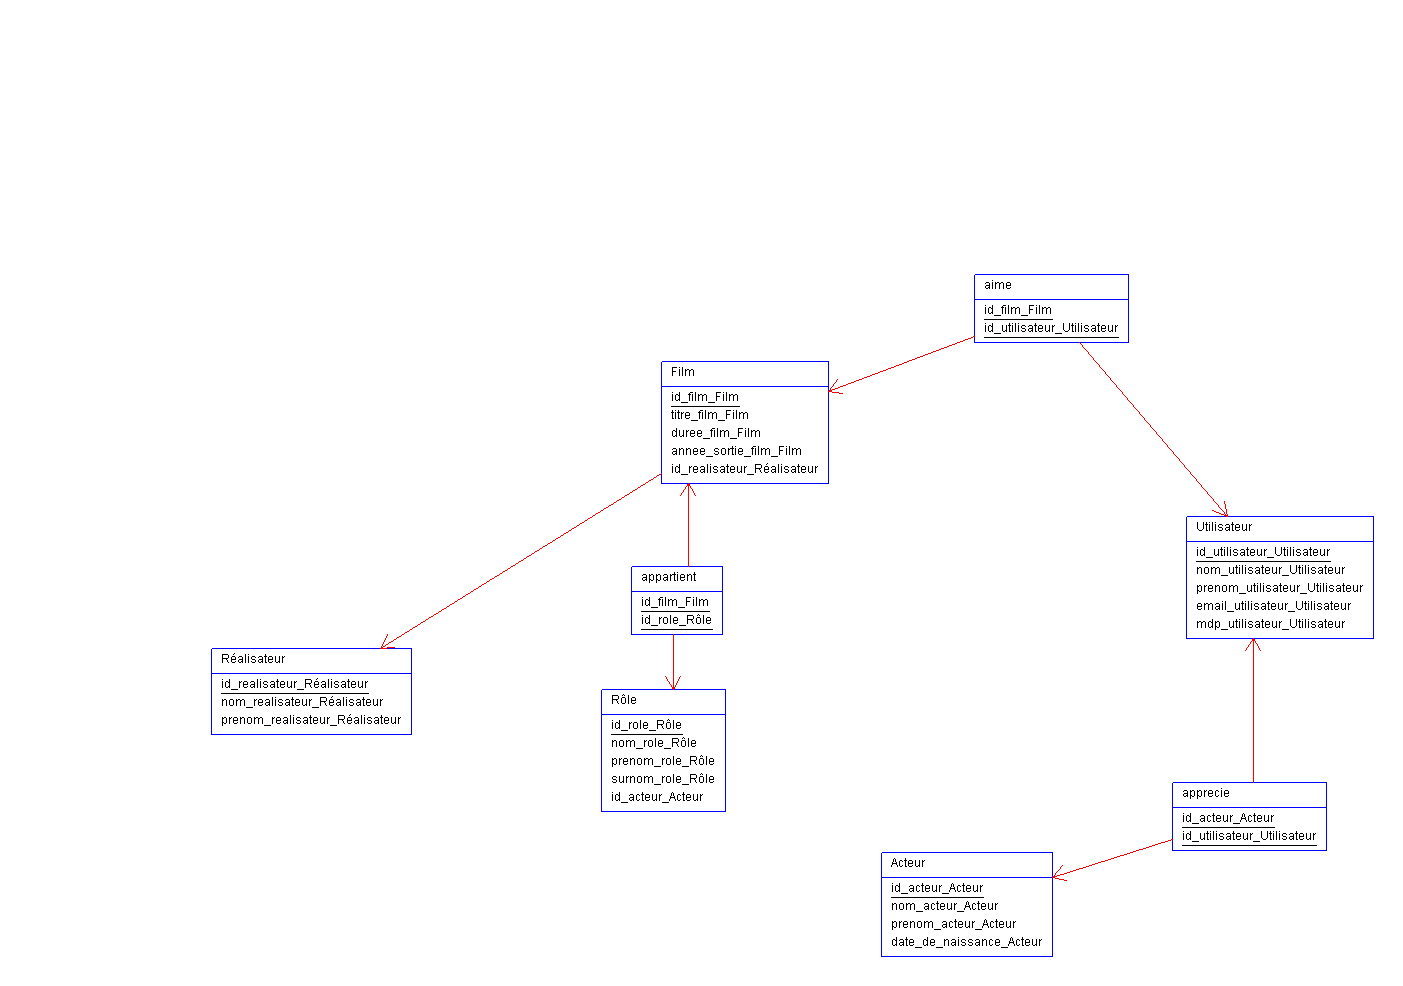 aime
id_film_Film
id_utilisateur_Utilisateur
Film
id_film_Film
titre_film_Film
duree_film_Film
annee_sortie_film_Film
id_realisateur_Réalisateur
Utilisateur
id_utilisateur_Utilisateur
nom_utilisateur_Utilisateur
prenom_utilisateur_Utilisateur
email_utilisateur_Utilisateur
mdp_utilisateur_Utilisateur
appartient
id_film_Film
id_role_Rôle
Réalisateur
id_realisateur_Réalisateur
nom_realisateur_Réalisateur
prenom_realisateur_Réalisateur
Rôle
id_role_Rôle
nom_role_Rôle
prenom_role_Rôle
surnom_role_Rôle
id_acteur_Acteur
apprecie
id_acteur_Acteur
id_utilisateur_Utilisateur
Acteur
id_acteur_Acteur
nom_acteur_Acteur
prenom_acteur_Acteur
date_de_naissance_Acteur